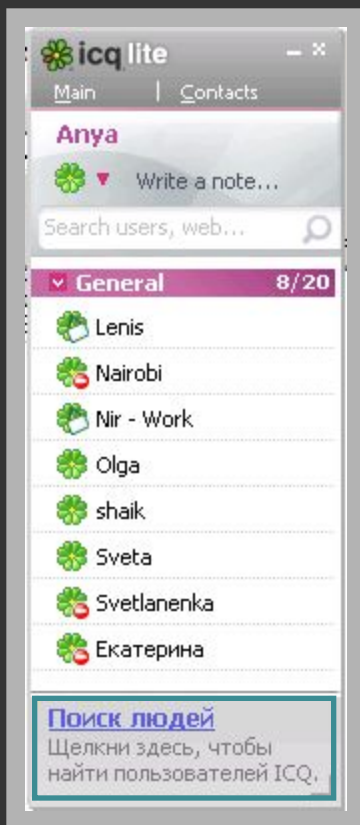 icq lite
Main | Contacts
Anya
Write a note...
Search users, web...
General 8/20
Lenis
Nairobi
Nir - Work
Olga
shaik
Sveta
Svetlanenka
Екатерина
Поиск людей
Щелкни здесь, чтобы
найти пользователей ICQ.